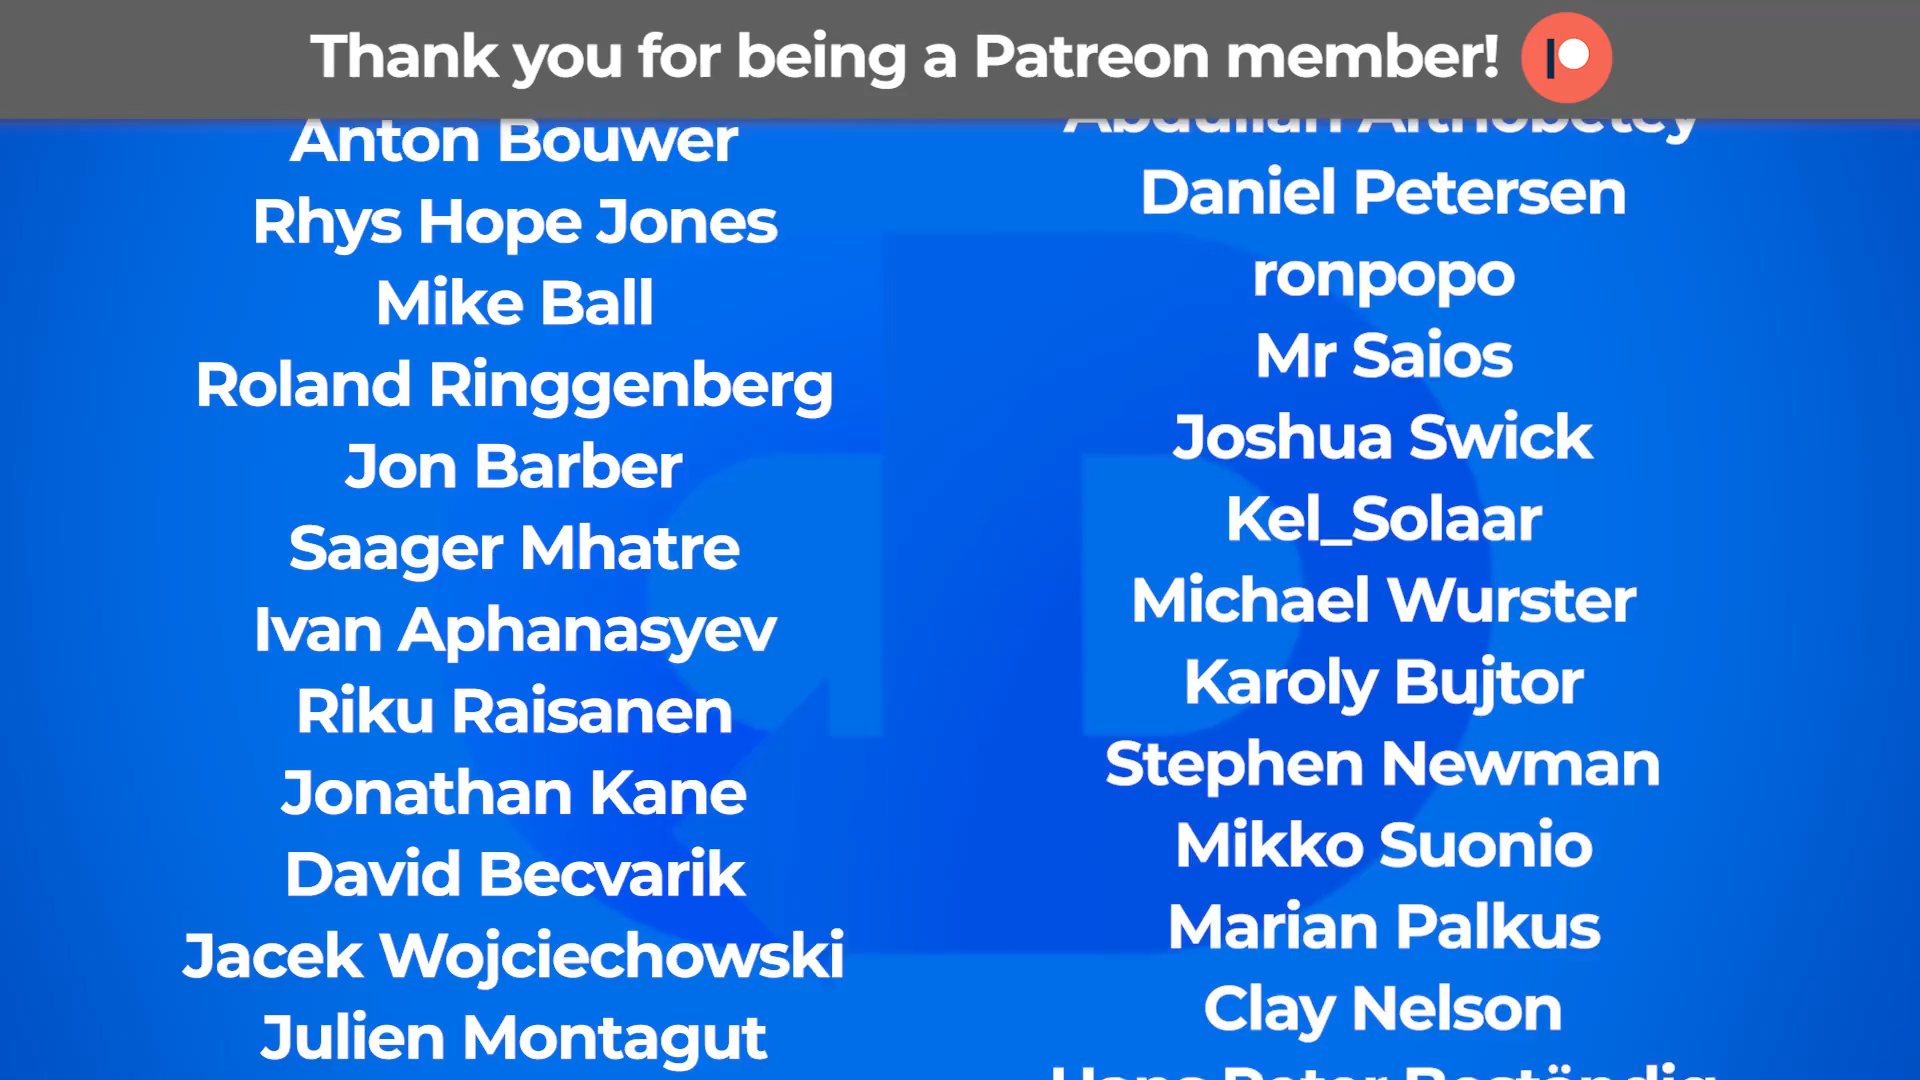 Thank you for being a Patreon member!
Anton Bouwer
Rhys Hope Jones
Mike Ball
Roland Ringgenberg
Jon Barber
Saager Mhatre
Ivan Aphanasyev
Riku Raisanen
Jonathan Kane
David Becvarik
Jacek Wojciechowski
Julien Montagut
Daniel Petersen
ronpopo
Mr Saios
Joshua Swick
Kel_Solaar
Michael Wurster
Karoly Bujtor
Stephen Newman
Mikko Suonio
Marian Palkus
Clay Nelson